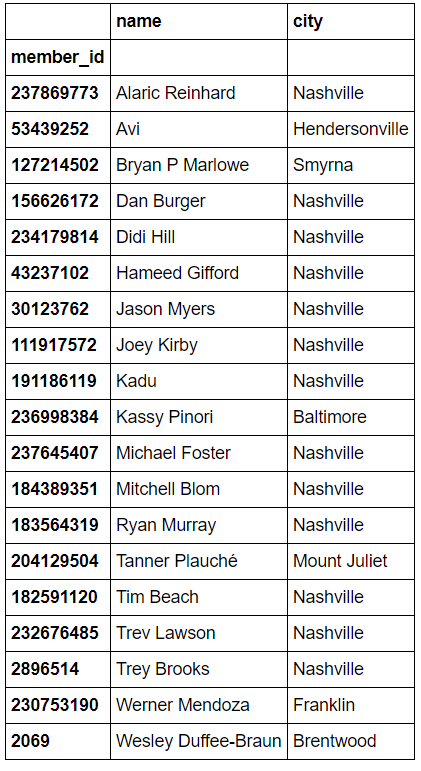 name city
member_id
237869773 Alaric Reinhard Nashville
53439252 Avi Hendersonville
127214502 Bryan P Marlowe Smyrna
156626172 Dan Burger Nashville
234179814 Didi Hill Nashville
43237102 Hameed Gifford Nashville
30123762 Jason Myers Nashville
111917572 Joey Kirby Nashville
191186119 Kadu Nashville
236998384 Kassy Pinori Baltimore
237645407 Michael Foster Nashville
184389351 Mitchell Blom Nashville
183564319 Ryan Murray Nashville
204129504 Tanner Plauché Mount Juliet
182591120 Tim Beach Nashville
232676485 Trev Lawson Nashville
2896514 Trey Brooks Nashville
230753190 Werner Mendoza Franklin
2069 Wesley Duffee-Braun Brentwood